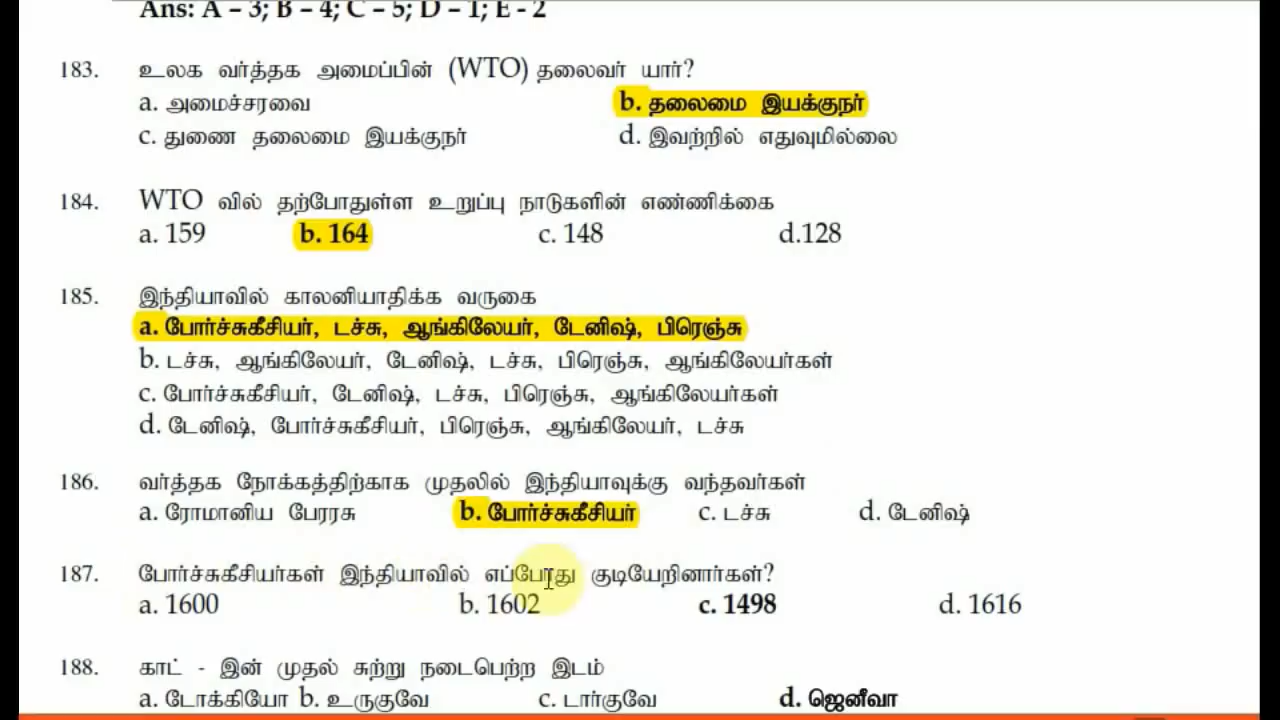 Ans: A – 3; B – 4; C – 5; D – 1; E - 2
183. உலக வர்த்தக அமைப்பின் (WTO) தலைவர் யார்?
a. அமைச்சரவை b. தலைமை இயக்குநர்
c. துணை தலைமை இயக்குநர் d. இவற்றில் எதுவுமில்லை
184. WTO வில் தற்போதுள்ள உறுப்பு நாடுகளின் எண்ணிக்கை
a. 159 b. 164 c. 148 d.128
185. இந்தியாவில் காலனியாதிக்க வருகை
a. போர்ச்சுகீசியர், டச்சு, ஆங்கிலேயர், டேனிஷ், பிரெஞ்சு
b. டச்சு, ஆங்கிலேயர், டேனிஷ், டச்சு, பிரெஞ்சு, ஆங்கிலேயர்கள்
c. போர்ச்சுகீசியர், டேனிஷ், டச்சு, பிரெஞ்சு, ஆங்கிலேயர்கள்
d. டேனிஷ், போர்ச்சுகீசியர், பிரெஞ்சு, ஆங்கிலேயர், டச்சு
186. வர்த்தக நோக்கத்திற்காக முதலில் இந்தியாவுக்கு வந்தவர்கள்
a. ரோமானிய பேரரசு b. போர்ச்சுகீசியர் c. டச்சு d. டேனிஷ்
187. போர்ச்சுகீசியர்கள் இந்தியாவில் எப்போது குடியேறினார்கள்?
a. 1600 b. 1602 c. 1498 d. 1616
188. காட் - இன் முதல் சுற்று நடைபெற்ற இடம்
a. டோக்கியோ b. உருகுவே c. டார்குவே d. ஜெனீவா